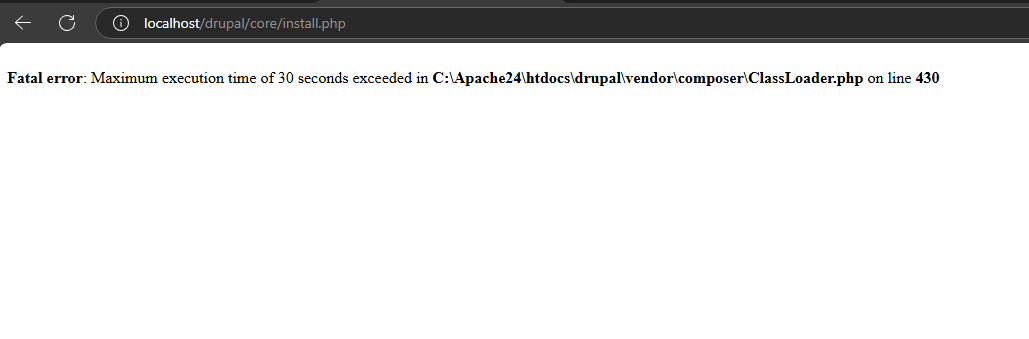 localhost/drupal/core/install.php
Fatal error: Maximum execution time of 30 seconds exceeded in C:\Apache24\htdocs\drupal\vendor\composer\ClassLoader.php on line 430